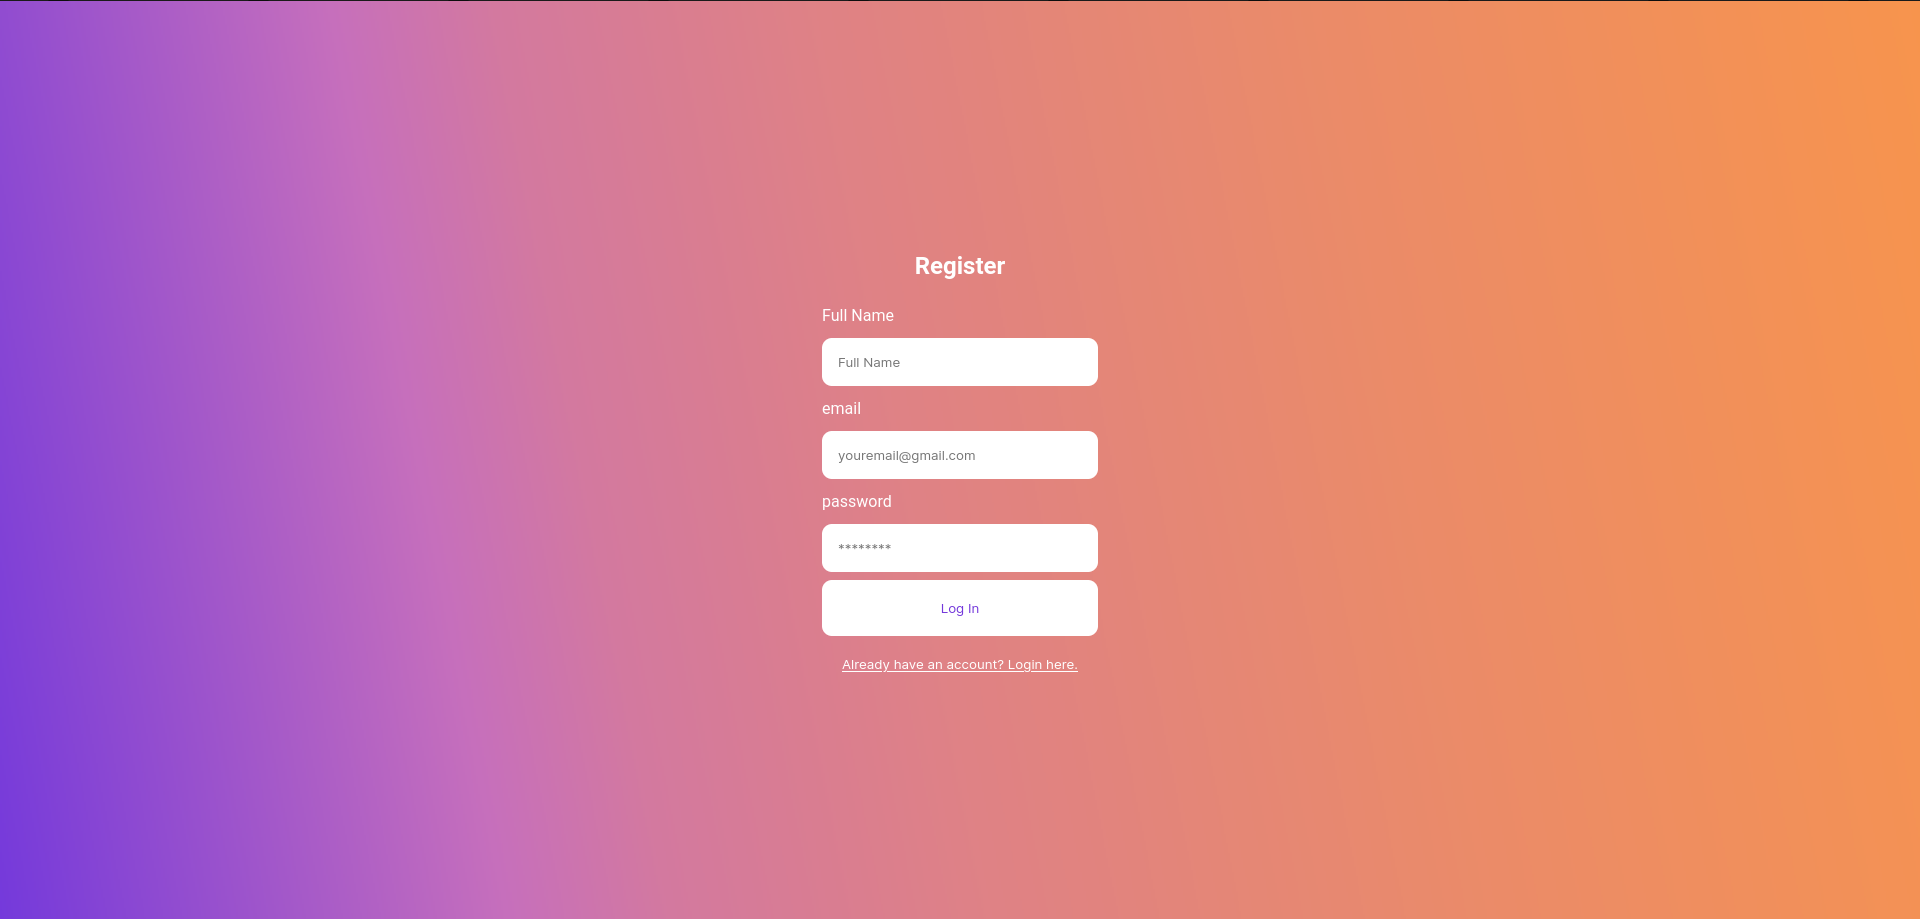 Register
Full Name
Full Name
email
youremail@gmail.com
password
********
Log In
Already have an account? Login here.